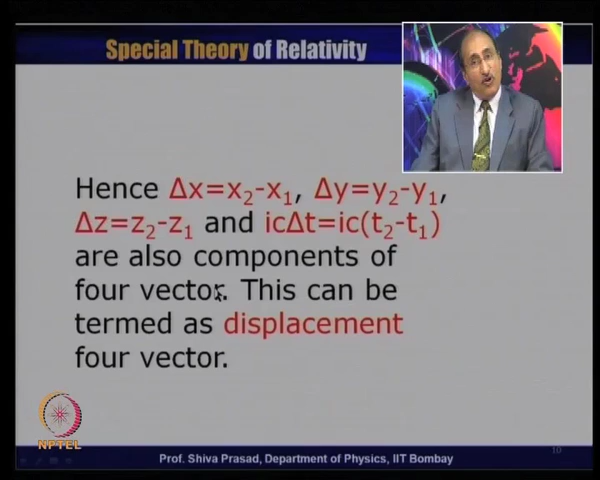 Special Theory of Relativity
Hence Δx=x₂-x₁, Δy=y₂-y₁,
Δz=z₂-z₁ and icΔt=ic(t₂-t₁)
are also components of
four vector. This can be
termed as displacement
four vector.
NPTEL
Prof. Shiva Prasad, Department of Physics, IIT Bombay
10